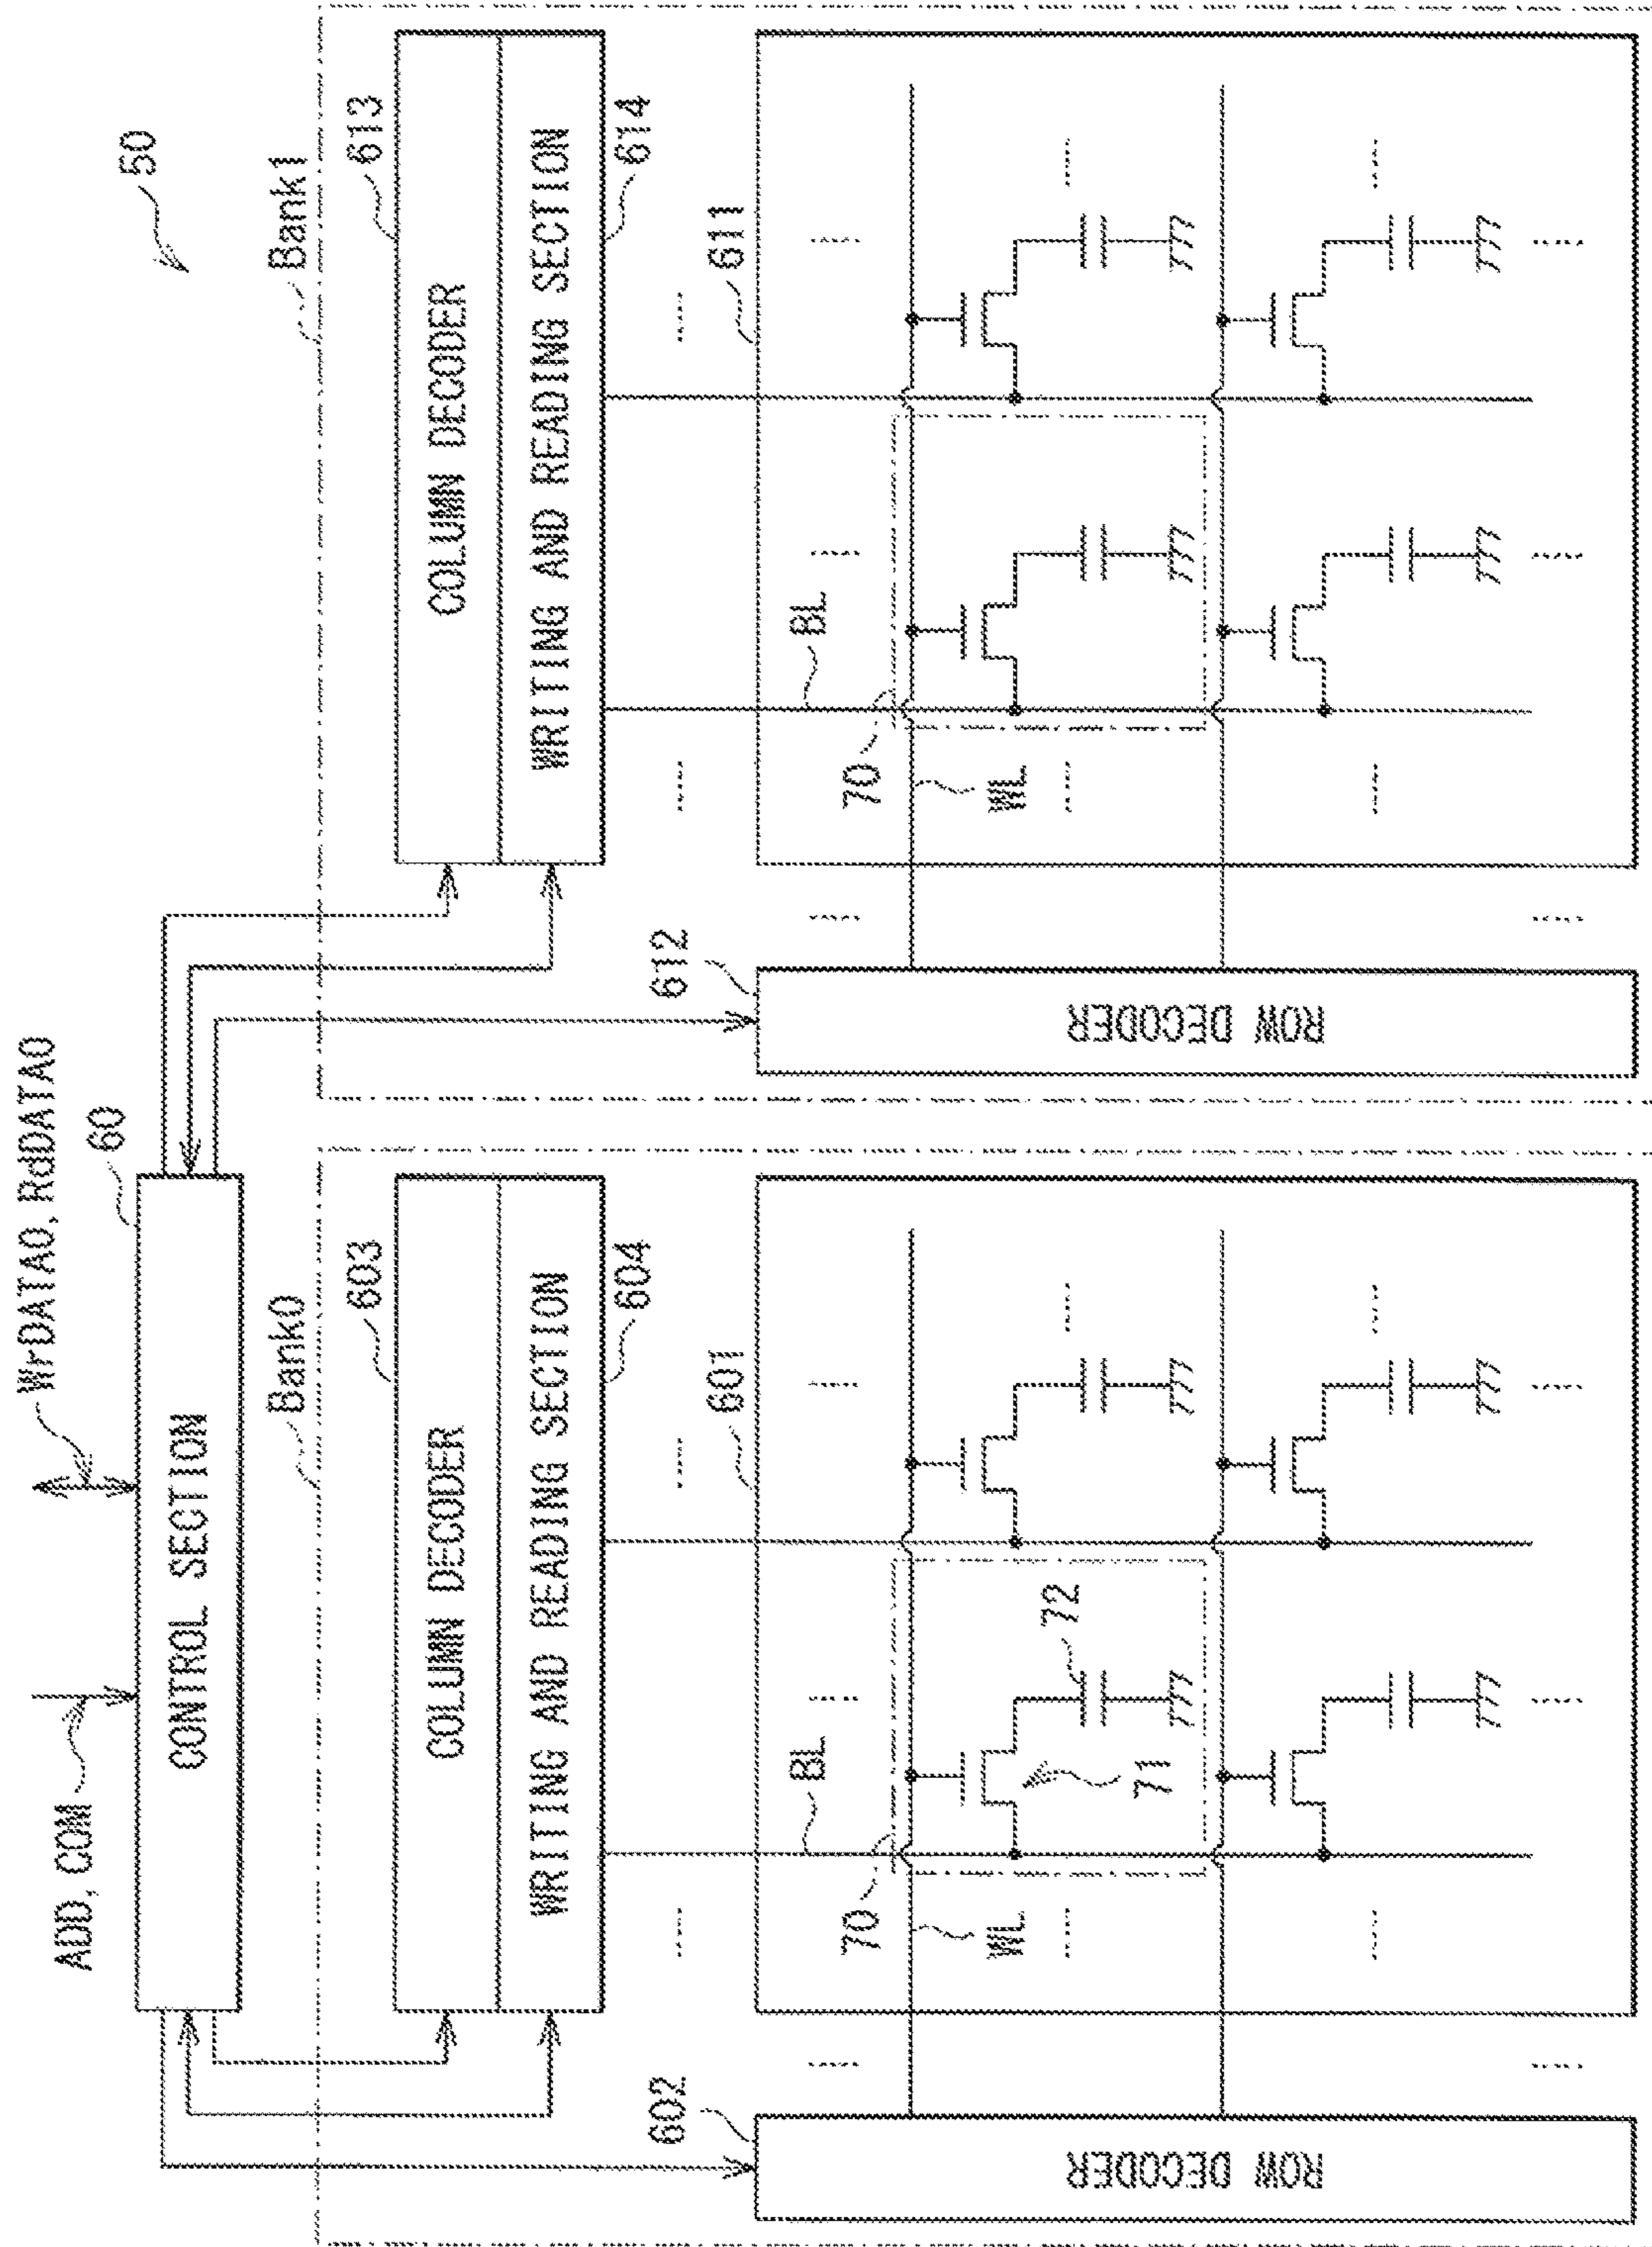 50
WrDATA0, RdDATA0
ADD, COM
60
CONTROL SECTION
Bank0
Bank1
603
COLUMN DECODER
WRITING AND READING SECTION
604
613
COLUMN DECODER
WRITING AND READING SECTION
614
602
ROW DECODER
601
BL
70
WL
71
72
612
ROW DECODER
611
BL
70
WL